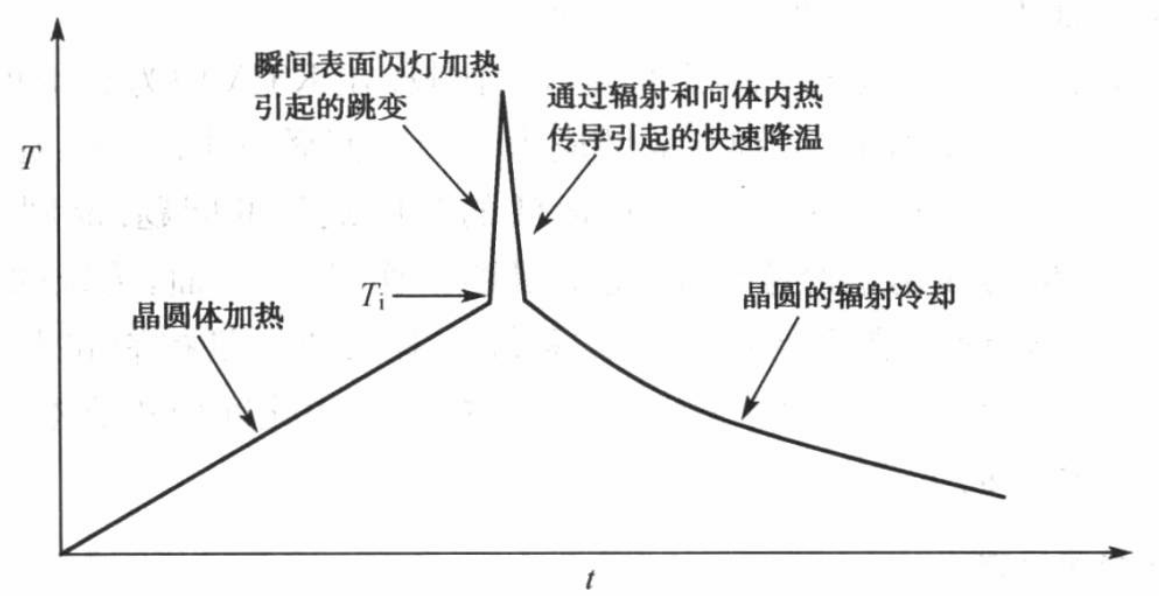 瞬间表面闪灯加热
引起的跳变
通过辐射和向体内热
传导引起的快速降温
T
Ti
晶圆体加热
晶圆的辐射冷却
t